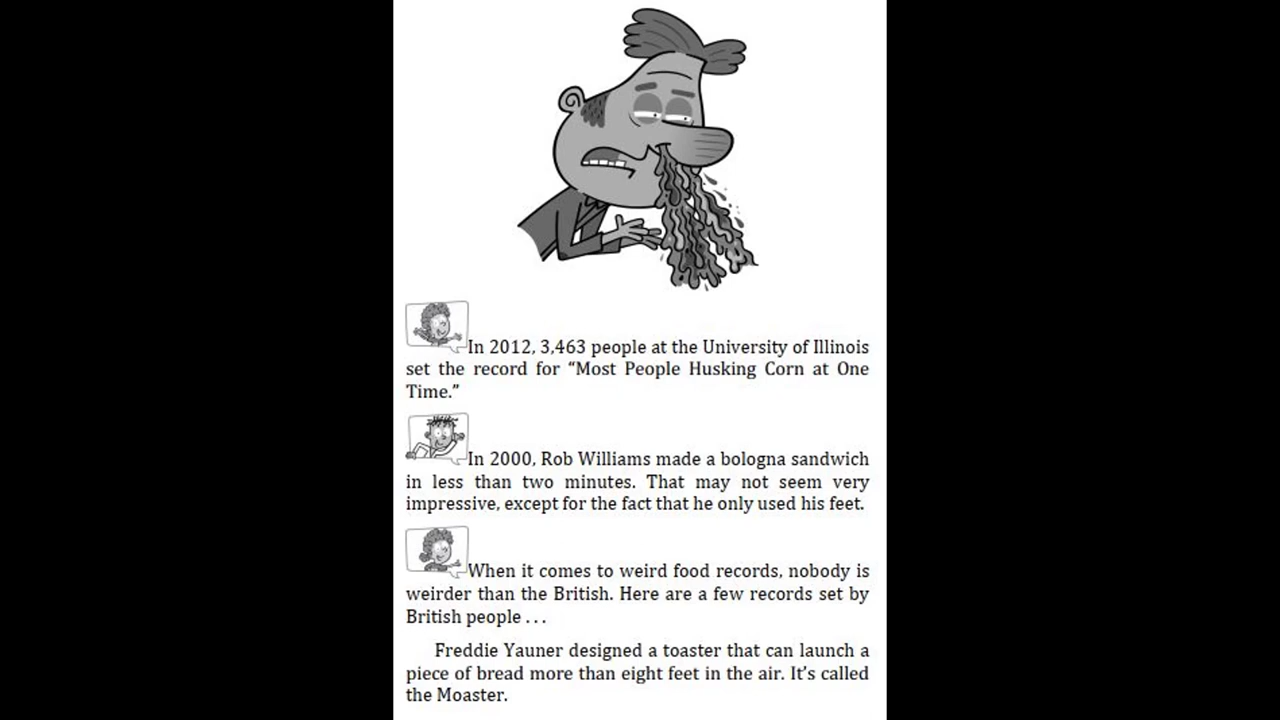 In 2012, 3,463 people at the University of Illinois
set the record for “Most People Husking Corn at One
Time.”
In 2000, Rob Williams made a bologna sandwich
in less than two minutes. That may not seem very
impressive, except for the fact that he only used his feet.
When it comes to weird food records, nobody is
weirder than the British. Here are a few records set by
British people . . .
Freddie Yauner designed a toaster that can launch a
piece of bread more than eight feet in the air. It’s called
the Moaster.